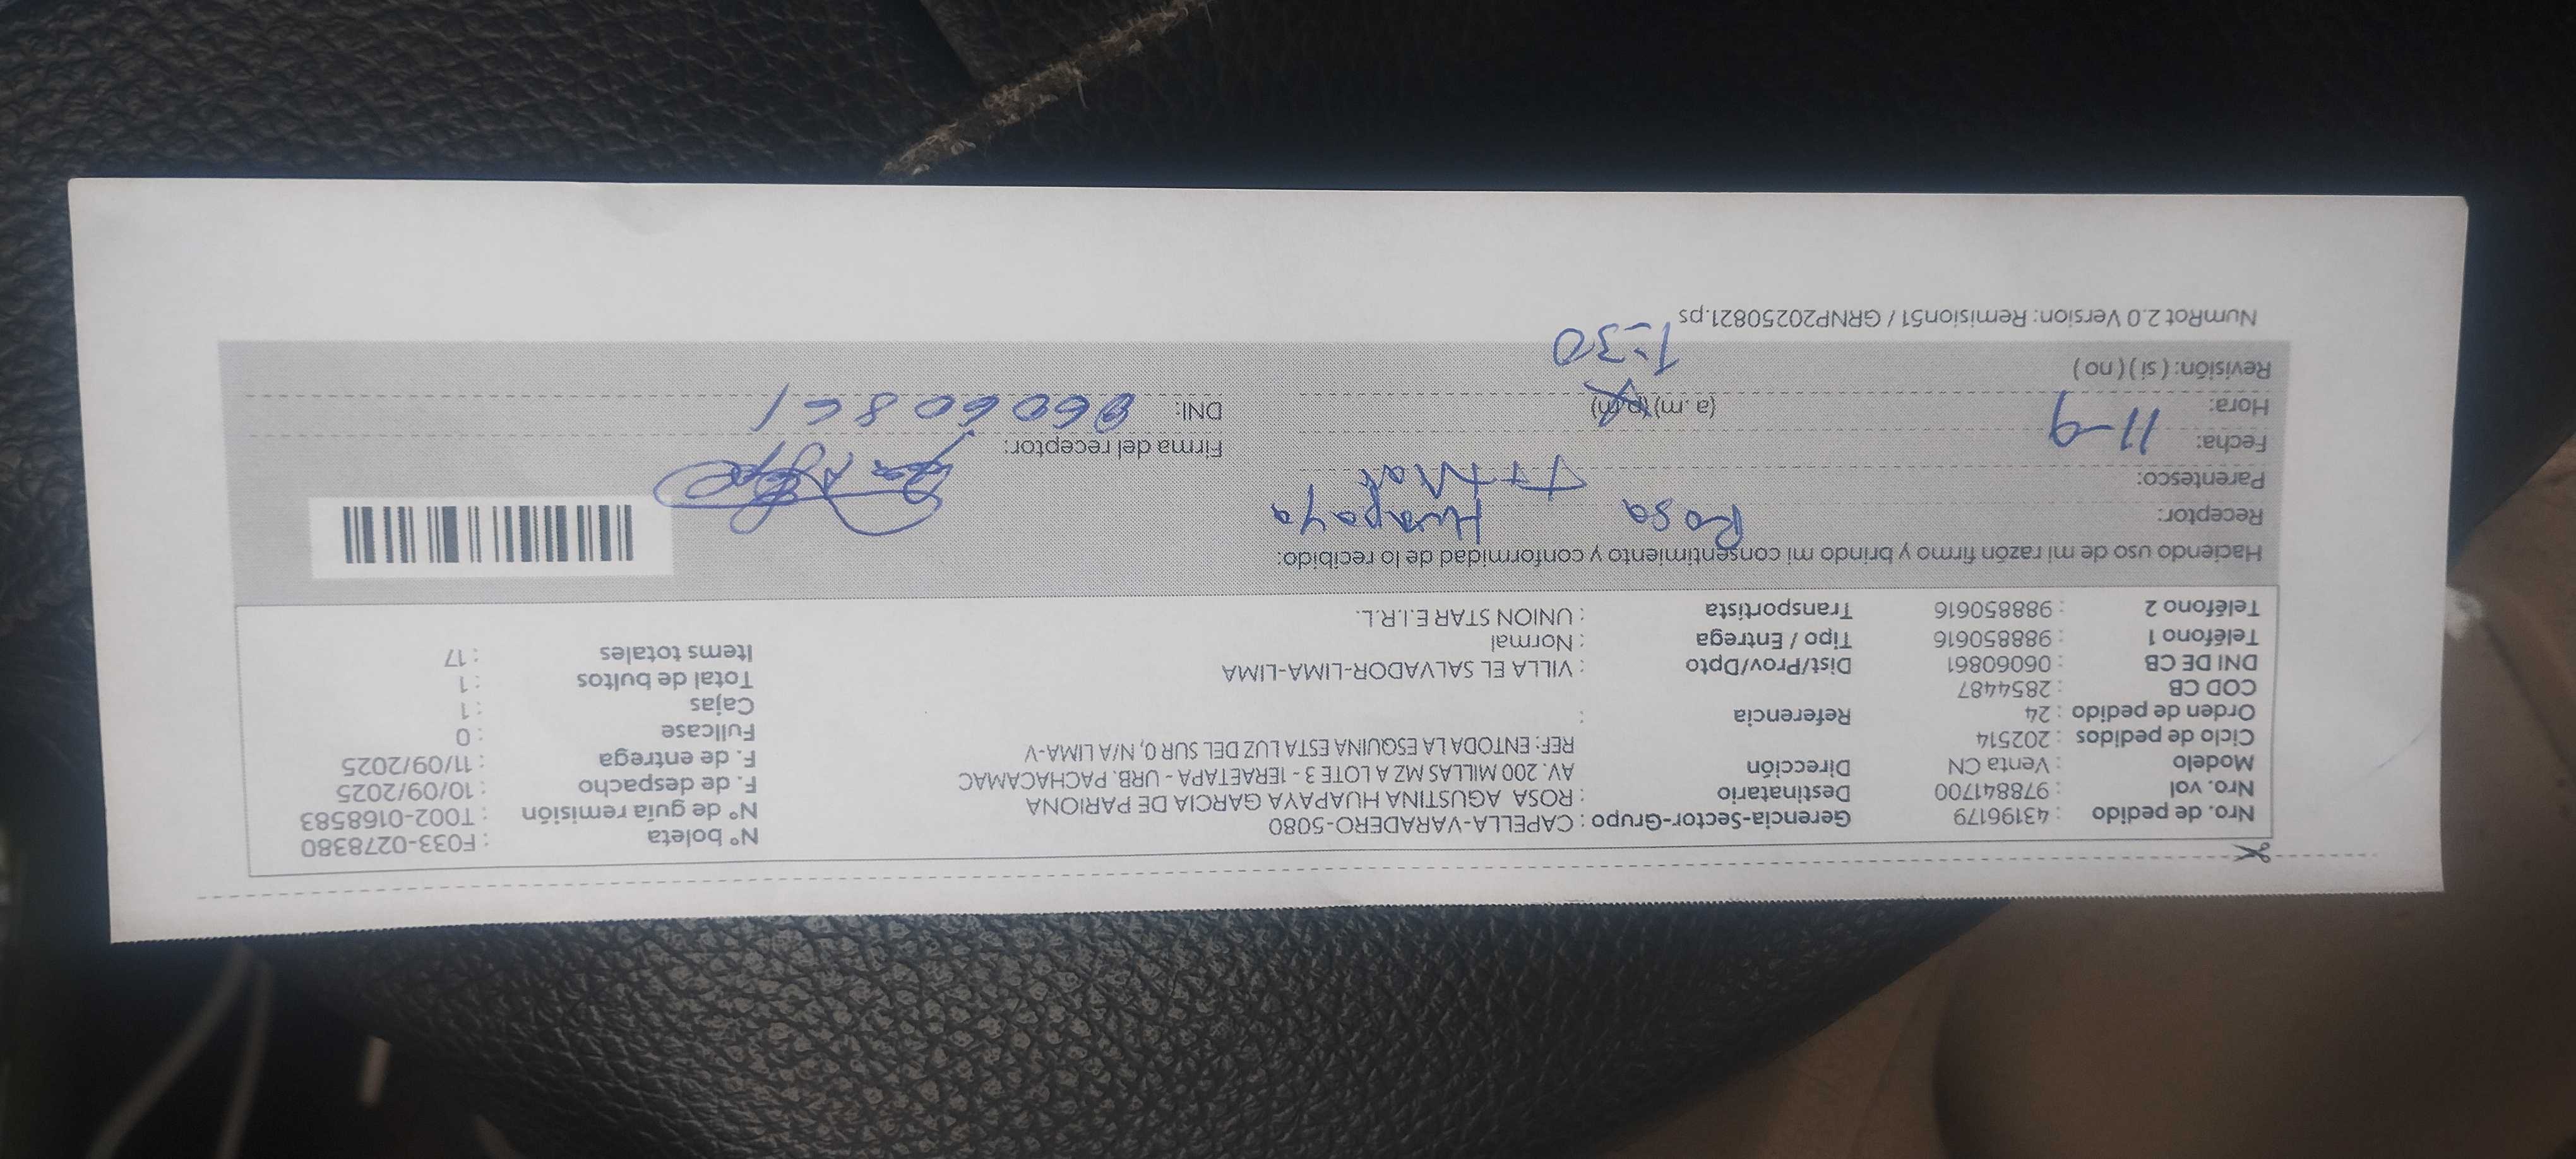 Nro. de pedido : 43196179 Gerencia-Sector-Grupo : CAPELLA-VARADERO-5080 N° boleta : F033-0278380
Nro. vol : 978841700 Destinatario : ROSA AGUSTINA HUAPAYA GARCIA DE PARIONA N° de guía remisión : T002-0168583
Modelo : Venta CN Dirección AV. 200 MILLAS MZ A LOTE 3 - 1ERAETAPA - URB. PACHACAMAC F. de despacho : 10/09/2025
Ciclo de pedidos : 202514 REF: ENTODA LA ESQUINA ESTA LUZ DEL SUR 0, N/A LIMA-V F. de entrega : 11/09/2025
Orden de pedido : 24 Referencia : Fullcase : 0
COD CB : 2854487 Cajas : 1
DNI DE CB : 06060861 Dist/Prov/Dpto : VILLA EL SALVADOR-LIMA-LIMA Total de bultos : 1
Teléfono 1 : 988850616 Tipo / Entrega : Normal Items totales : 17
Teléfono 2 : 988850616 Transportista : UNION STAR E.I.R.L.
Haciendo uso de mi razón firmo y brindo mi consentimiento y conformidad de lo recibido:
Receptor: Rosa Huapaya
Parentesco:
Fecha: 11-9 Firma del receptor:
Hora: (a. m) (p. m) DNI: 06060861
Revisión: ( si ) ( no ) 1:30
NumRot 2.0 Version: Remision51 / GRNP20250821.ps